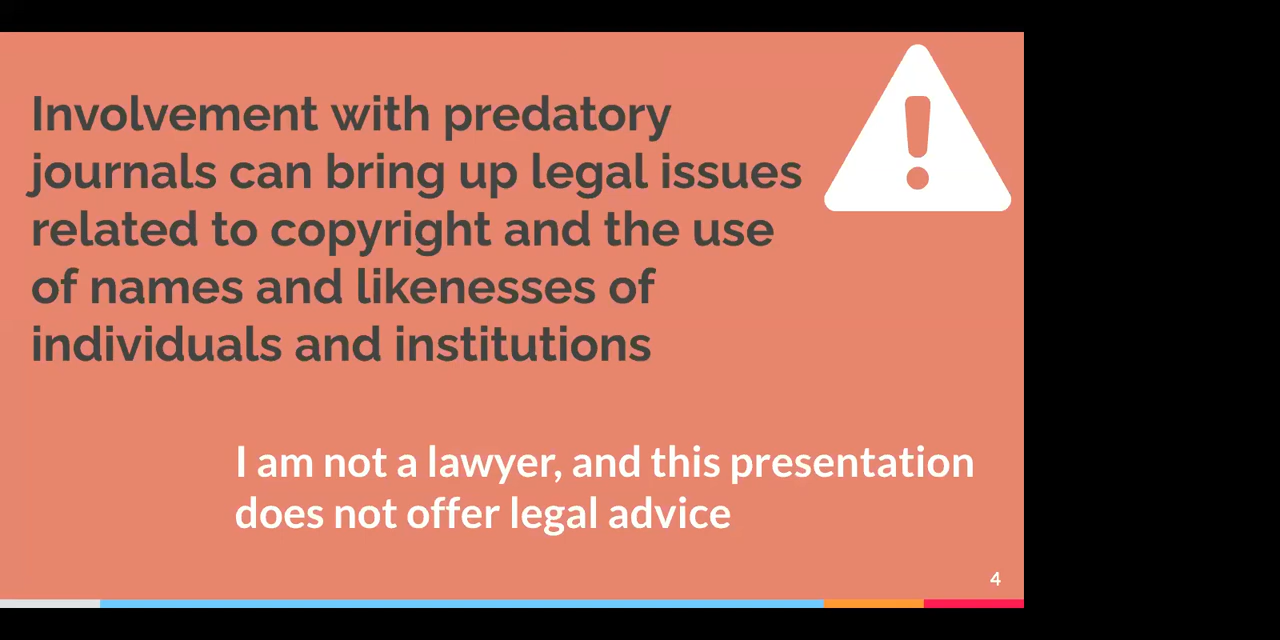 Involvement with predatory
journals can bring up legal issues
related to copyright and the use
of names and likenesses of
individuals and institutions
I am not a lawyer, and this presentation
does not offer legal advice
4